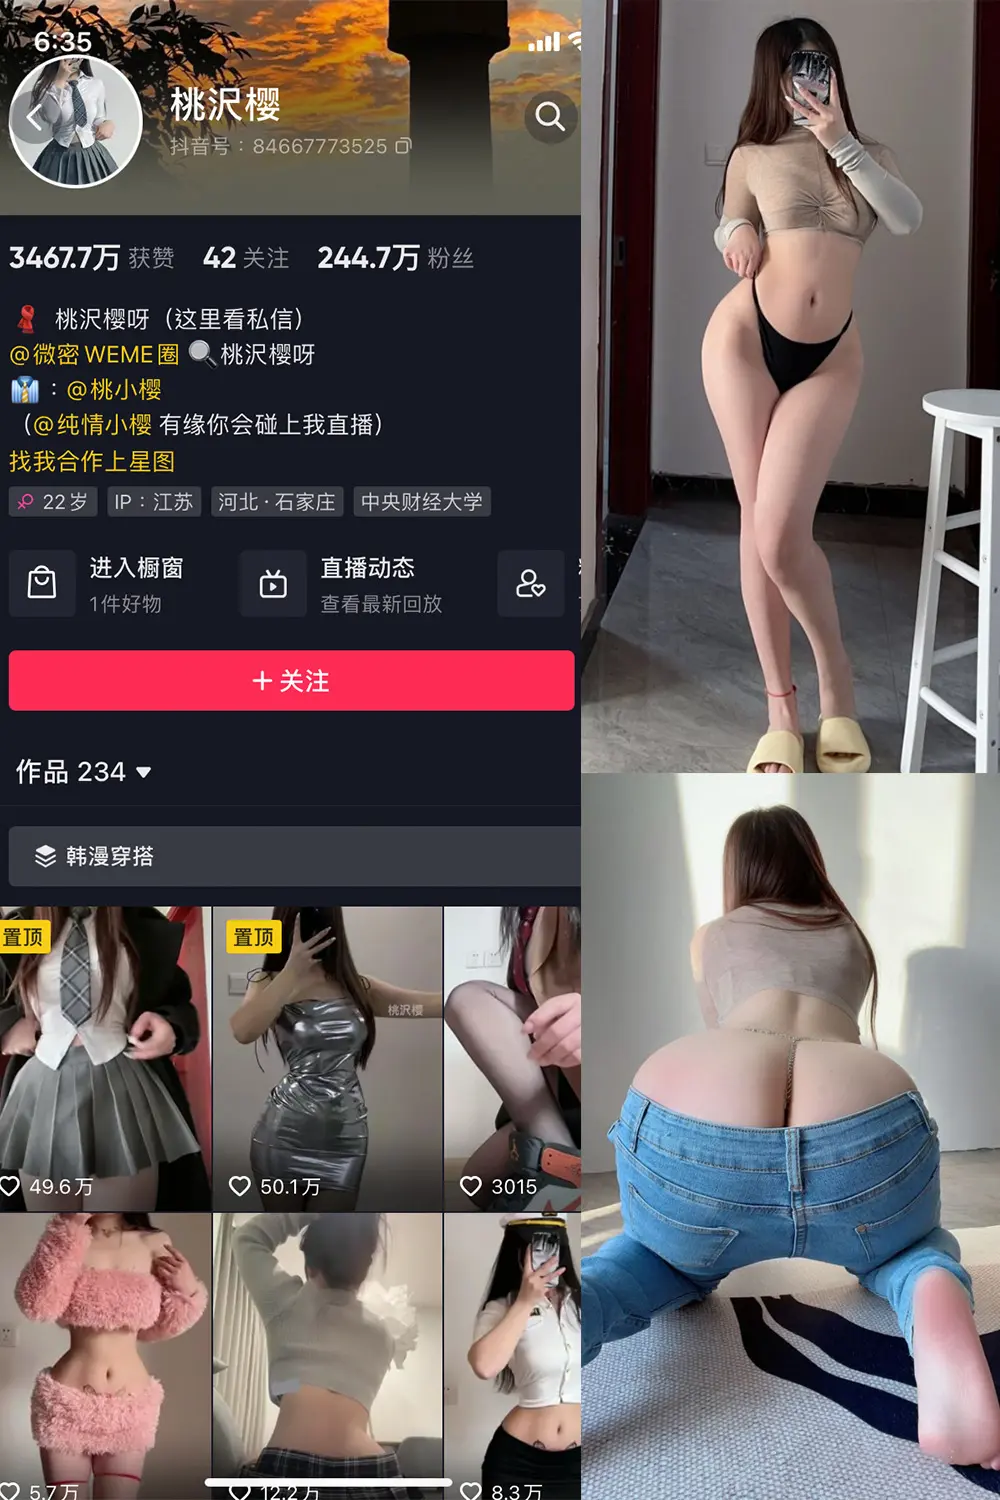 6:35
桃沢樱
抖音号：84667773525
3467.7万 获赞 42 关注 244.7万 粉丝
桃沢樱呀（这里看私信）
@微密 WEME圈 桃沢樱呀
：@桃小樱
（@纯情小樱 有缘你会碰上我直播）
找我合作上星图
22岁 IP：江苏 河北·石家庄 中央财经大学
进入橱窗 直播动态
1件好物 查看最新回放
+ 关注
作品 234
韩漫穿搭
置顶 置顶
桃沢樱
49.6万 50.1万 3015
5.7万 12.2万 8.3万